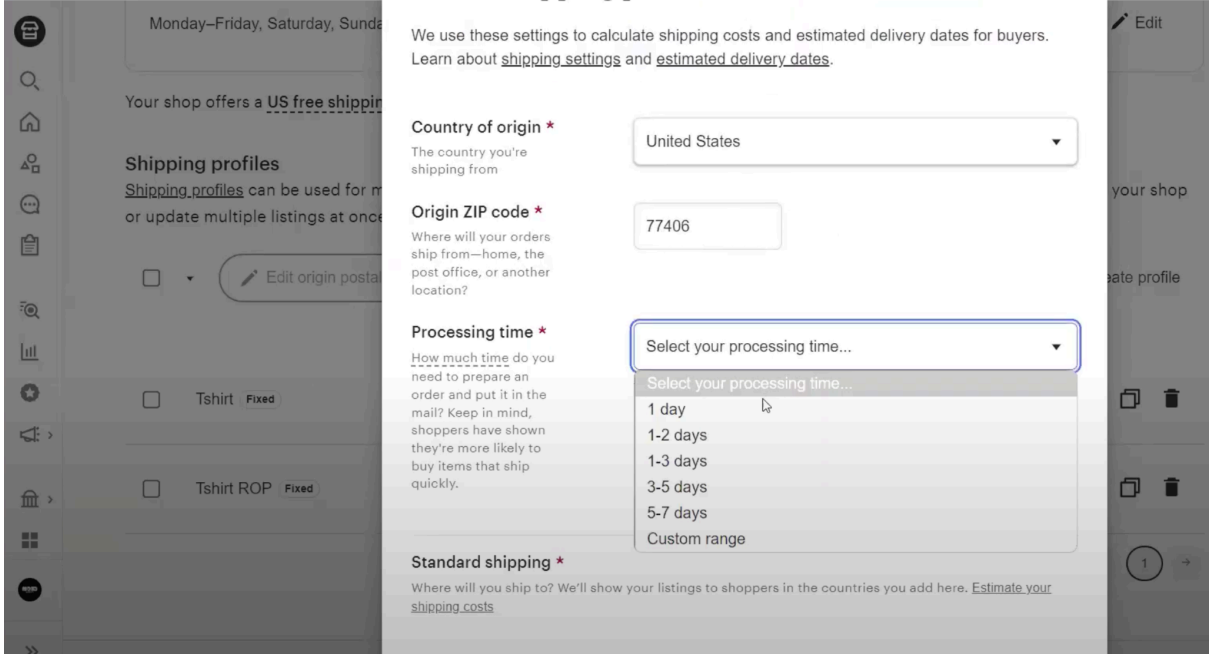 Monday–Friday, Saturday, Sunda
Edit
We use these settings to calculate shipping costs and estimated delivery dates for buyers.
Learn about shipping settings and estimated delivery dates.
Your shop offers a US free shippin
Country of origin *
The country you're
shipping from
United States
Shipping profiles
Shipping profiles can be used for m
your shop
or update multiple listings at once
Origin ZIP code *
Where will your orders
ship from—home, the
post office, or another
location?
77406
Edit origin postal
eate profile
Processing time *
How much time do you
need to prepare an
order and put it in the
mail? Keep in mind,
shoppers have shown
they're more likely to
buy items that ship
quickly.
Select your processing time...
Select your processing time...
1 day
1-2 days
1-3 days
3-5 days
5-7 days
Custom range
Tshirt Fixed
Tshirt ROP Fixed
Standard shipping *
Where will you ship to? We'll show your listings to shoppers in the countries you add here. Estimate your
shipping costs
1